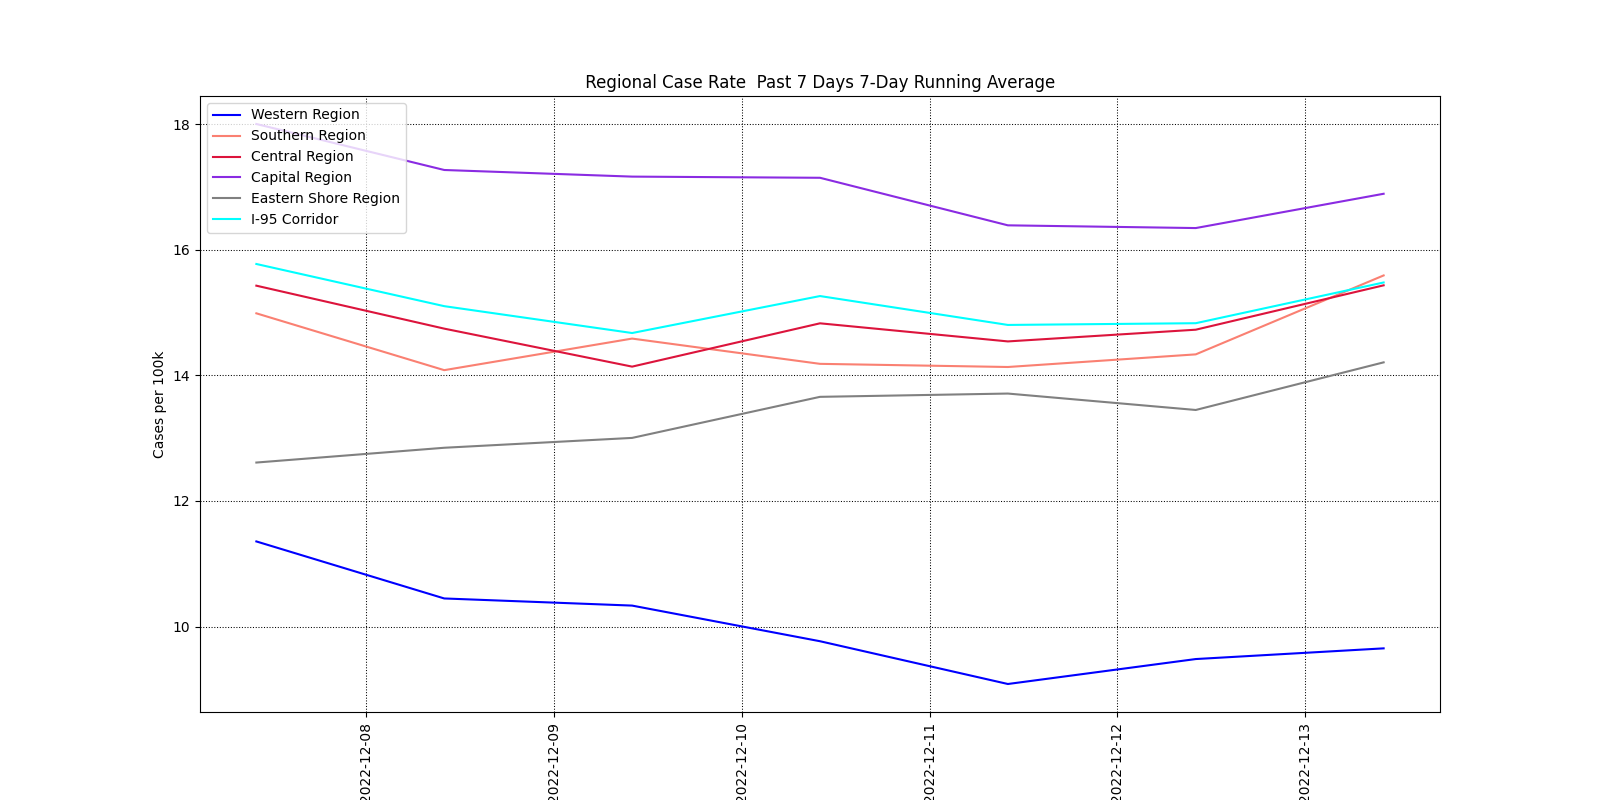 Regional Case Rate  Past 7 Days 7-Day Running Average
Western Region
Southern Region
Central Region
Capital Region
Eastern Shore Region
I-95 Corridor
Cases per 100k
18
16
14
12
10
2022-12-08
2022-12-09
2022-12-10
2022-12-11
2022-12-12
2022-12-13